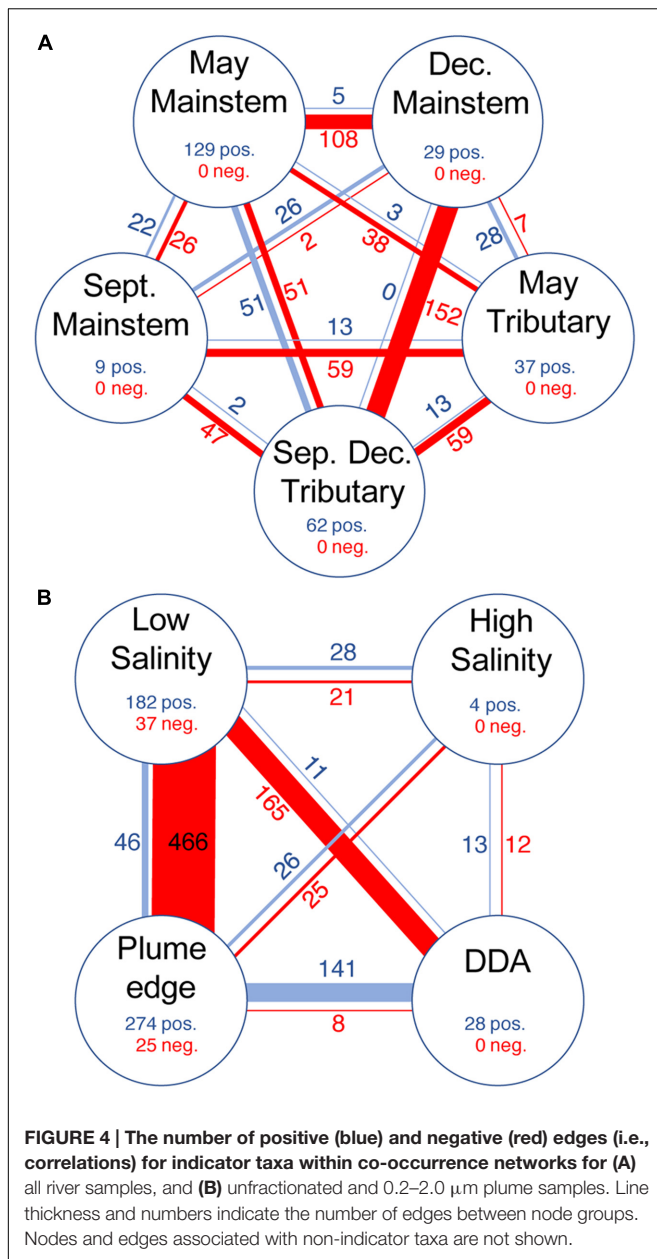 A
May
Mainstem
129 pos.
0 neg.
5
108
Dec.
Mainstem
29 pos.
0 neg.
22
26
26
2
3
38
28
7
Sept.
Mainstem
9 pos.
0 neg.
51
51
0
152
May
Tributary
37 pos.
0 neg.
13
59
2
47
13
59
Sep. Dec.
Tributary
62 pos.
0 neg.
B
Low
Salinity
182 pos.
37 neg.
28
21
High
Salinity
4 pos.
0 neg.
11
165
46
466
26
25
13
12
Plume
edge
274 pos.
25 neg.
141
8
DDA
28 pos.
0 neg.
FIGURE 4 | The number of positive (blue) and negative (red) edges (i.e.,
correlations) for indicator taxa within co-occurrence networks for (A)
all river samples, and (B) unfractionated and 0.2–2.0 μm plume samples. Line
thickness and numbers indicate the number of edges between node groups.
Nodes and edges associated with non-indicator taxa are not shown.